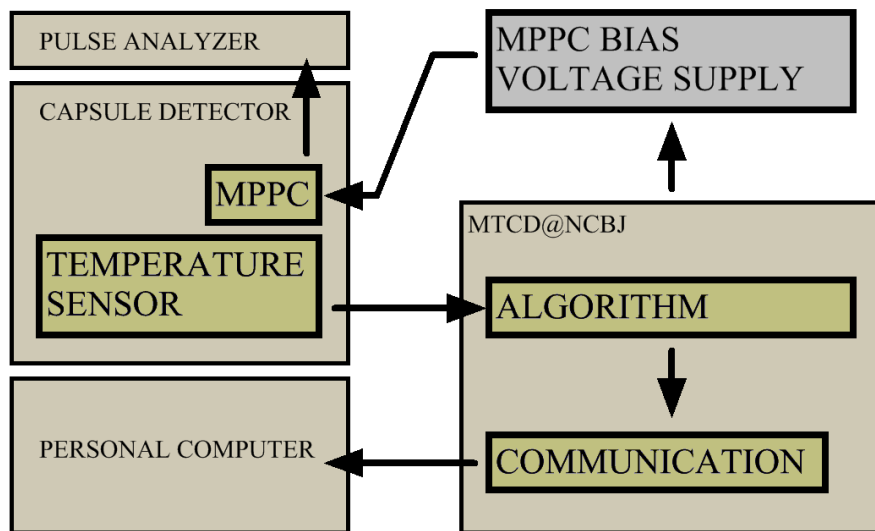 PULSE ANALYZER
MPPC BIAS
VOLTAGE SUPPLY
CAPSULE DETECTOR
MPPC
TEMPERATURE
SENSOR
MTCD@NCBJ
ALGORITHM
COMMUNICATION
PERSONAL COMPUTER